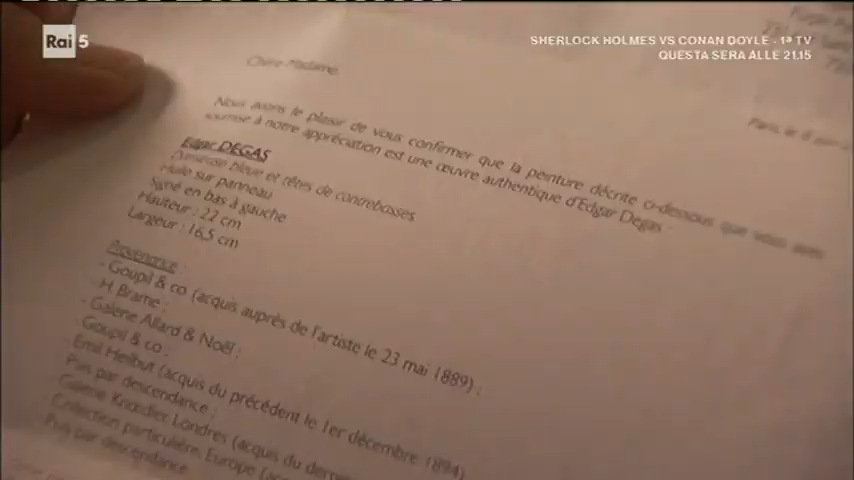 Rai 5
SHERLOCK HOLMES VS CONAN DOYLE - 1ª TV
QUESTA SERA ALLE 21.15
Chère Madame,
Paris, le 8
Nous avons le plaisir de vous confirmer que la peinture décrite ci-dessous que vous avez
soumise à notre appréciation est une œuvre authentique d'Edgar Degas :
Edgar DEGAS
Danseuse bleue et têtes de contrebasses
Huile sur panneau
Signé en bas à gauche
Hauteur : 22 cm
Largeur : 16,5 cm
Provenance :
- Goupil & co (acquis auprès de l'artiste le 23 mai 1889) ;
- H Brame ;
- Galerie Allard & Noël ;
- Goupil & co ;
- Emil Heilbut (acquis du précédent le 1er décembre 1894)
Puis par descendance ;
Galerie Knoedler Londres (acquis du
Collection particulière, Europe
Puis par descendance